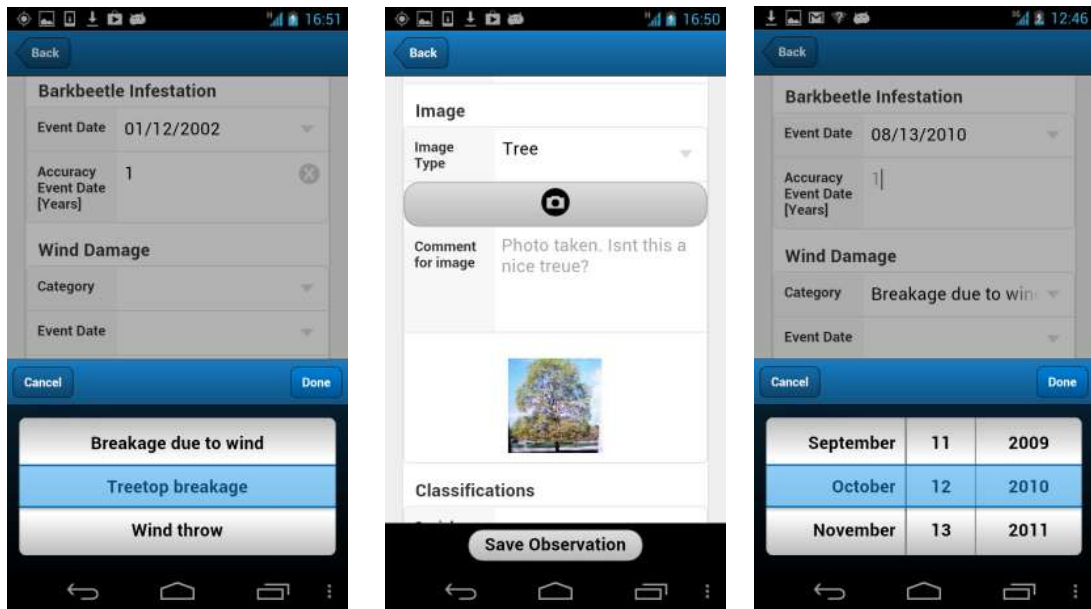 16:51
Back
Barkbeetle Infestation
Event Date 01/12/2002
Accuracy
Event Date
[Years]
1
Wind Damage
Category
Event Date
Cancel
Done
Breakage due to wind
Treetop breakage
Wind throw
16:50
Back
Image
Image
Type
Tree
Comment
for image
Photo taken. Isnt this a
nice treue?
Classifications
Save Observation
12:46
Back
Barkbeetle Infestation
Event Date 08/13/2010
Accuracy
Event Date
[Years]
1
Wind Damage
Category Breakage due to win
Event Date
Cancel
Done
September 11 2009
October 12 2010
November 13 2011